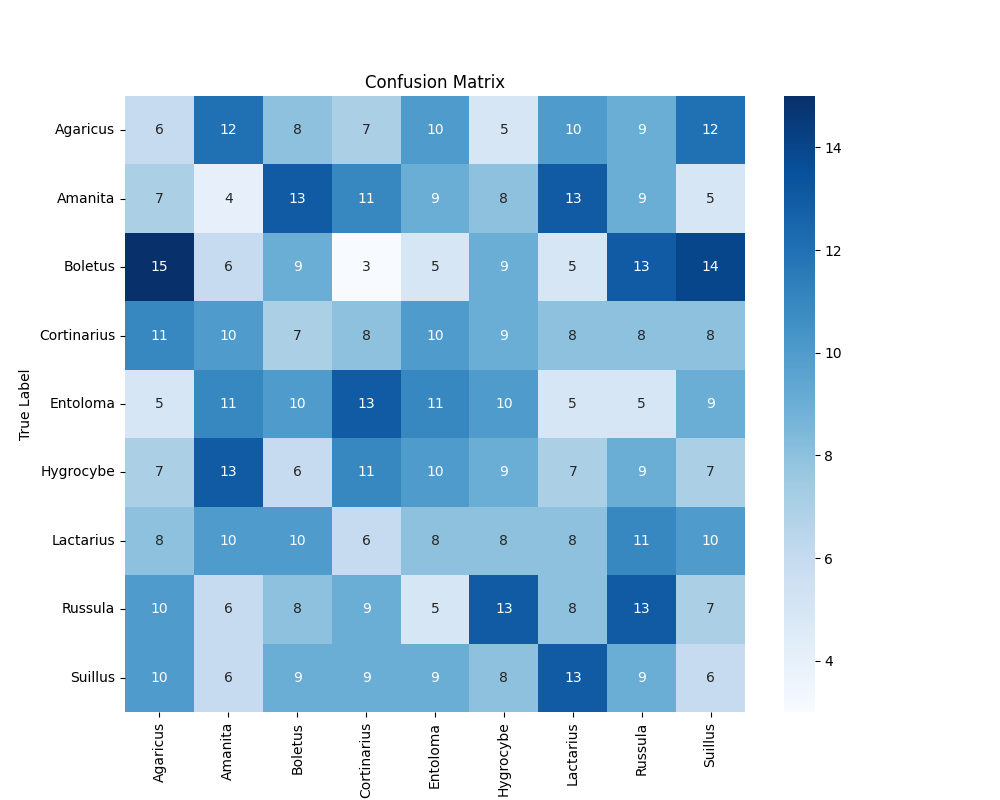 Confusion Matrix
Agaricus 6 12 8 7 10 5 10 9 12
Amanita 7 4 13 11 9 8 13 9 5
Boletus 15 6 9 3 5 9 5 13 14
Cortinarius 11 10 7 8 10 9 8 8 8
Entoloma 5 11 10 13 11 10 5 5 9
Hygrocybe 7 13 6 11 10 9 7 9 7
Lactarius 8 10 10 6 8 8 8 11 10
Russula 10 6 8 9 5 13 8 13 7
Suillus 10 6 9 9 9 8 13 9 6
True Label
Agaricus Amanita Boletus Cortinarius Entoloma Hygrocybe Lactarius Russula Suillus
14
12
10
8
6
4